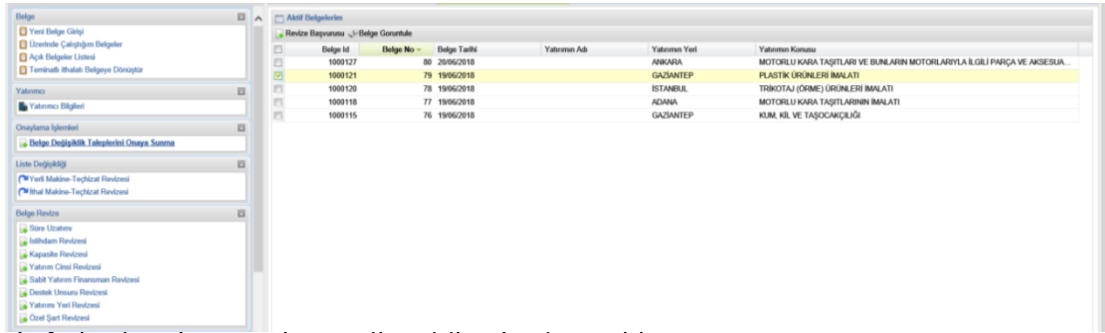 Belge
Yeni Belge Girişi
Üzerinde Çalıştığım Belgeler
Açık Belgeler Listesi
Teminatlı İthalatı Belgeye Dönüştür
Yatırımcı
Yatırımcı Bilgileri
Onaylama İşlemleri
Belge Değişiklik Taleplerini Onaya Sunma
Liste Değişikliği
Yerli Makine-Teçhizat Revizesi
İthal Makine-Teçhizat Revizesi
Belge Revize
Süre Uzatımı
İstihdam Revizesi
Kapasite Revizesi
Yatırım Cinsi Revizesi
Sabit Yatırım Finansman Revizesi
Destek Unsuru Revizesi
Yatırımı Yeri Revizesi
Özel Şart Revizesi
Aktif Belgelerim
Revize Başvurusu Belge Goruntule
Belge Id Belge No Belge Tarihi Yatırımın Adı Yatırımın Yeri Yatırımın Konusu
1000127 80 20/06/2018 ANKARA MOTORLU KARA TAŞITLARI VE BUNLARIN MOTORLARIYLA İLGİLİ PARÇA VE AKSESUA...
1000121 79 19/06/2018 GAZİANTEP PLASTİK ÜRÜNLERİ İMALATI
1000120 78 19/06/2018 İSTANBUL TRİKOTAJ (ÖRME) ÜRÜNLERİ İMALATI
1000118 77 19/06/2018 ADANA MOTORLU KARA TAŞITLARININ İMALATI
1000115 76 19/06/2018 GAZİANTEP KUM, KİL VE TAŞOCAKÇILIĞI